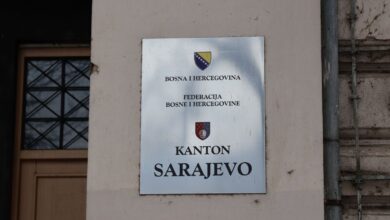 BOSNA I HERCEGOVINA
FEDERACIJA
BOSNE I HERCEGOVINE
KANTON
SARAJEVO